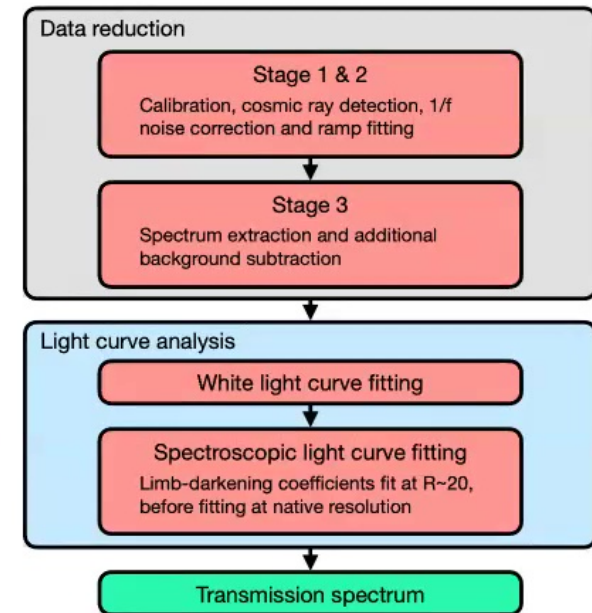 Data reduction
Stage 1 & 2
Calibration, cosmic ray detection, 1/f
noise correction and ramp fitting
Stage 3
Spectrum extraction and additional
background subtraction
Light curve analysis
White light curve fitting
Spectroscopic light curve fitting
Limb-darkening coefficients fit at R~20,
before fitting at native resolution
Transmission spectrum